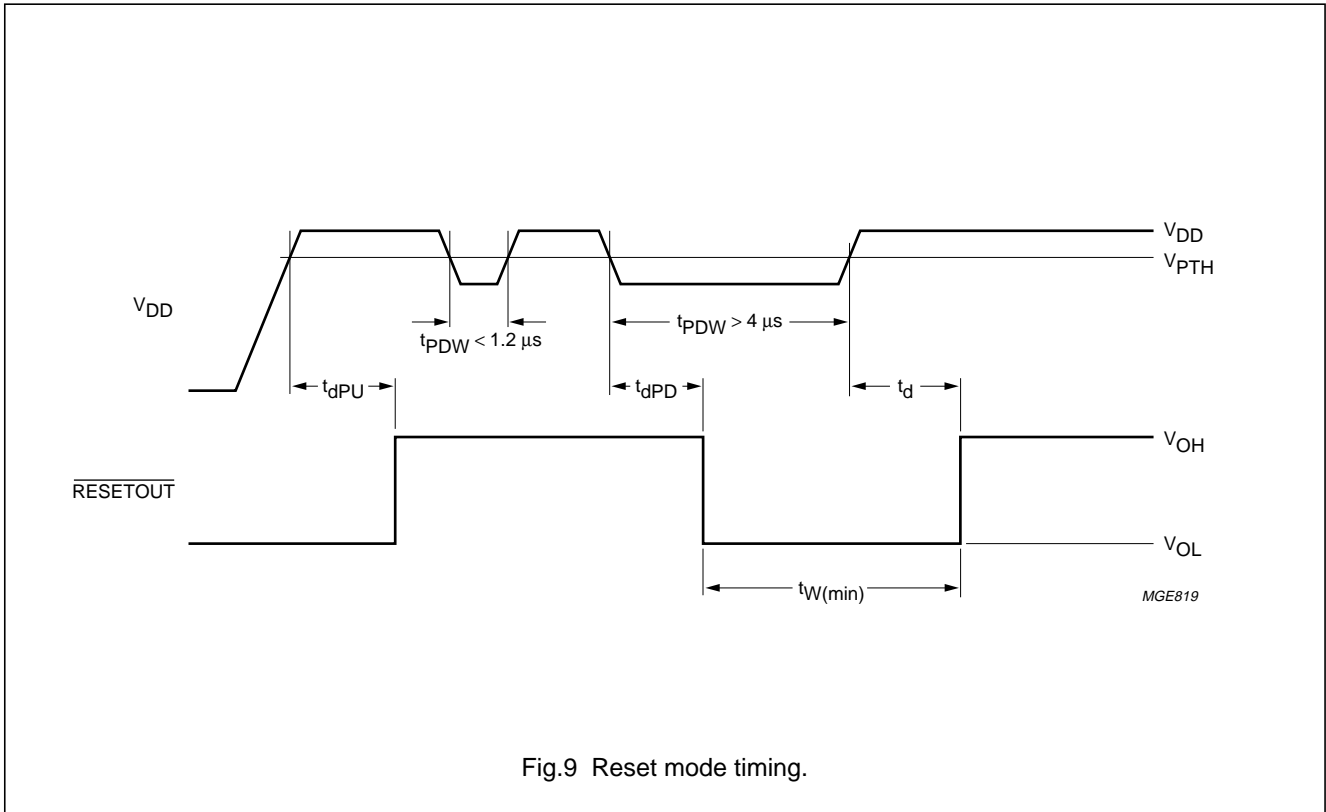 VDD
VPTH
VDD
tPDW < 1.2 μs
tPDW > 4 μs
tdPU
tdPD
td
VOH
RESETOUT
VOL
tW(min)
MGE819
Fig.9 Reset mode timing.